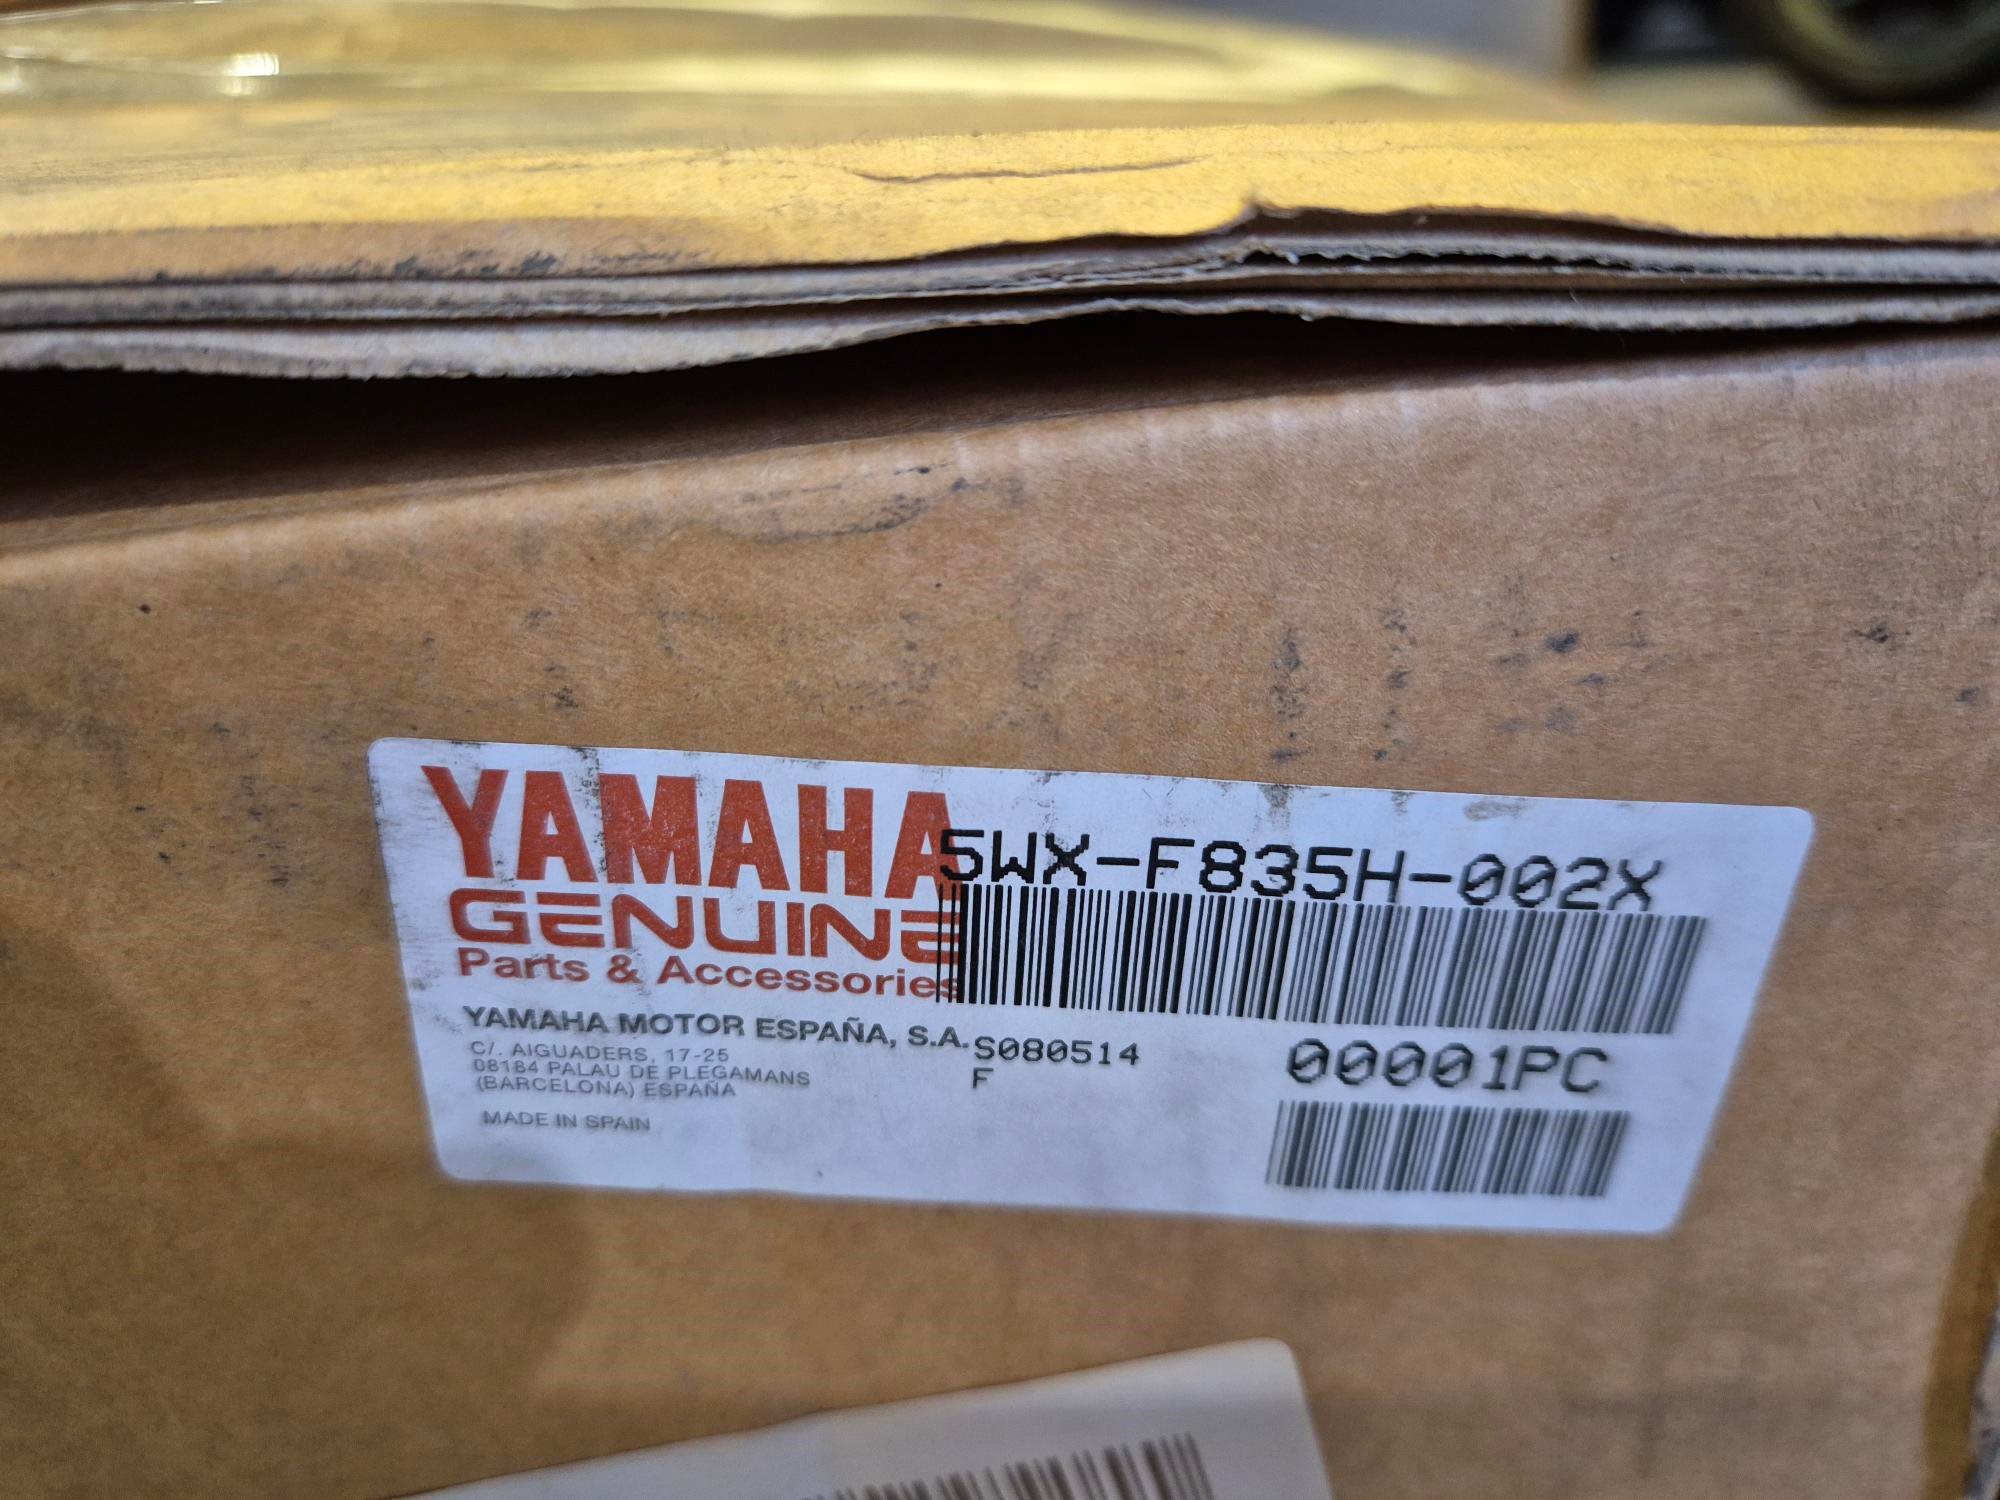 YAMAHA
GENUINE
Parts & Accessories
5WX-F835H-002X
YAMAHA MOTOR ESPAÑA, S.A.
C/. AIGUADERS, 17-25
08184 PALAU DE PLEGAMANS
(BARCELONA) ESPAÑA
MADE IN SPAIN
S080514
F
00001PC